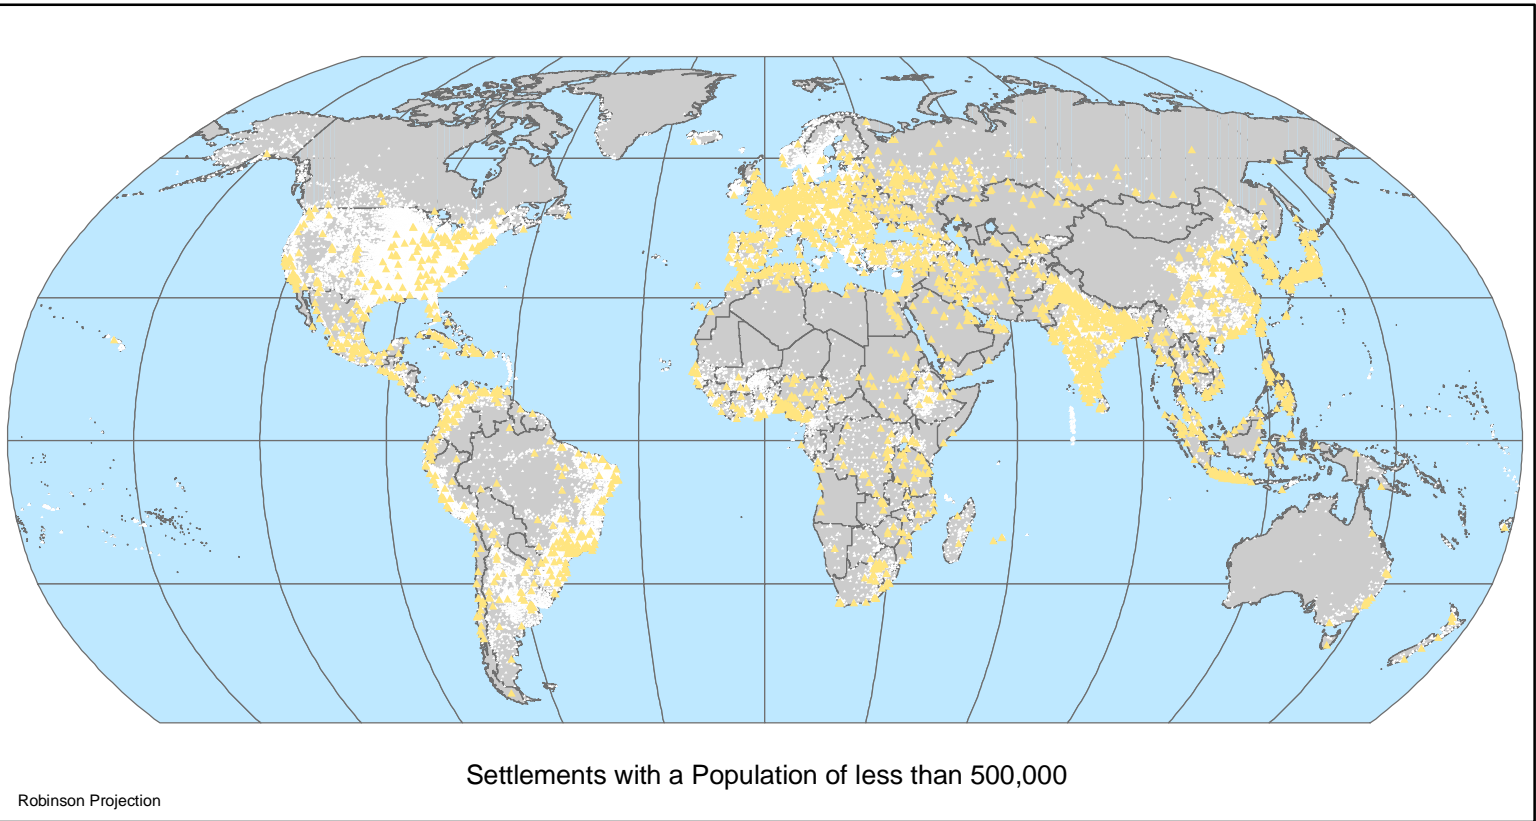 Settlements with a Population of less than 500,000
Robinson Projection